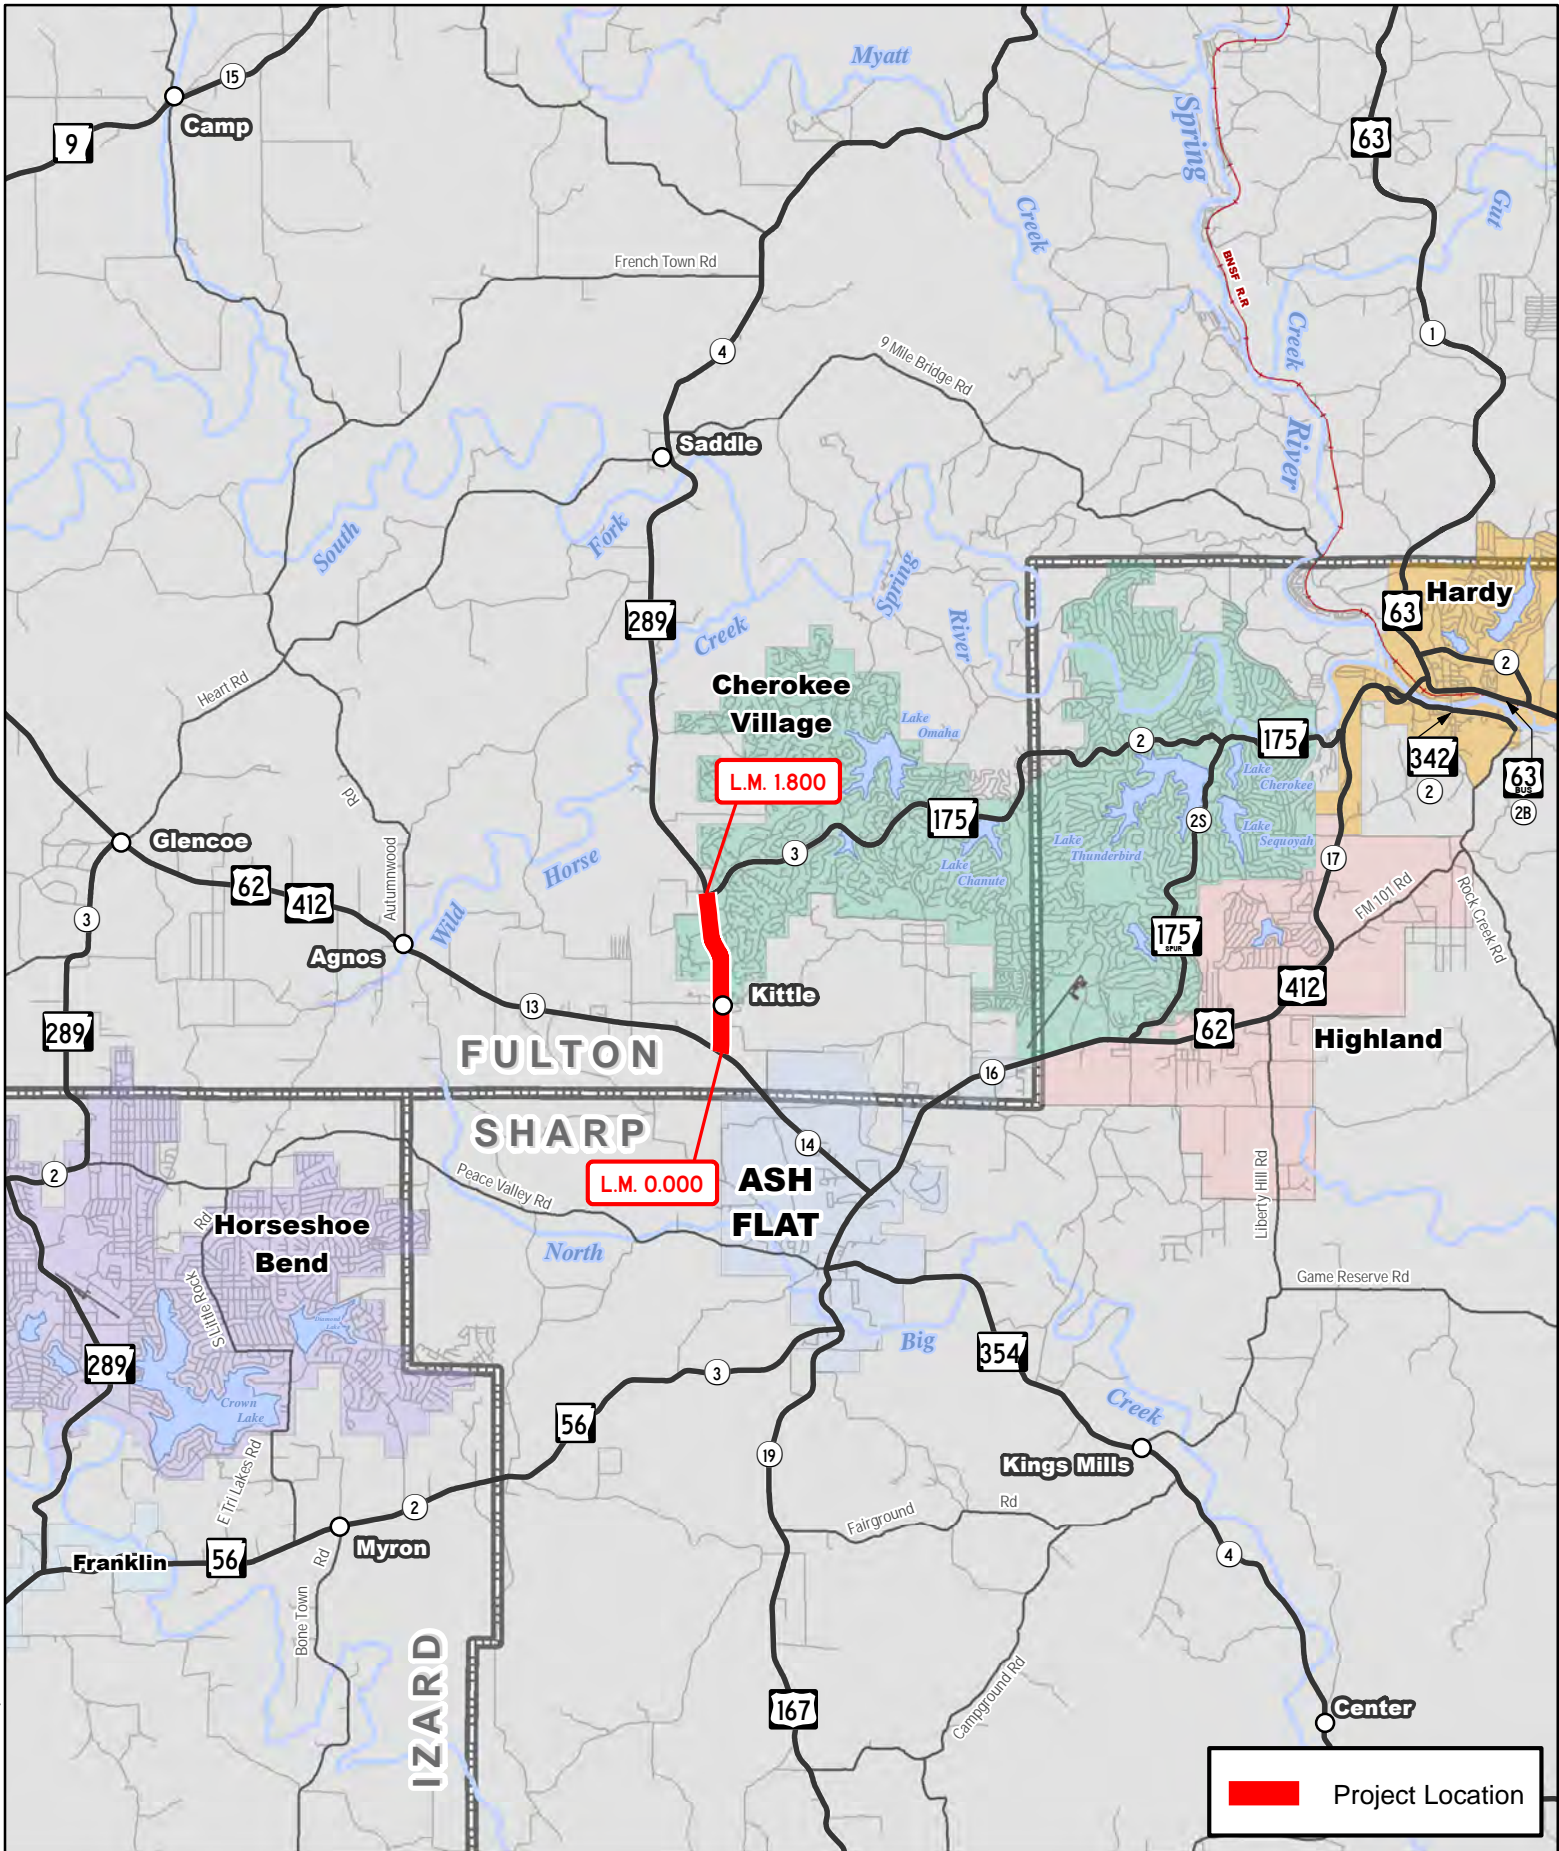 Myatt
15
Camp
9
63
Spring
Creek
Gut
French Town Rd
BNSF R.R
Creek
1
4
9 Mile Bridge Rd
Saddle
River
South
Fork
Spring
289
Creek
River
Hardy
63
2
Heart Rd
Cherokee
Village
Lake
Omaha
2
175
342
2
63
BUS
2B
L.M. 1.800
Lake
Cherokee
Rd
175
2S
Lake
Sequoyah
Glencoe
3
Lake
Thunderbird
17
62
412
Autumnwood
Horse
Lake
Chanute
FM 101 Rd
Rock Creek Rd
3
Wild
Agnos
175
SPUR
412
Kittle
13
289
62
Highland
FULTON
16
SHARP
14
2
Peace Valley Rd
L.M. 0.000
ASH
FLAT
Liberty Hill Rd
Rd
Horseshoe
Bend
North
Game Reserve Rd
S Little Rock
Diamond
Lake
Big
289
354
3
Crown
Lake
56
Creek
19
Kings Mills
E Tri Lakes Rd
2
Fairground
Rd
Myron
Franklin
56
Rd
4
Bone Town
IZARD
Campground Rd
167
Center
Project Location